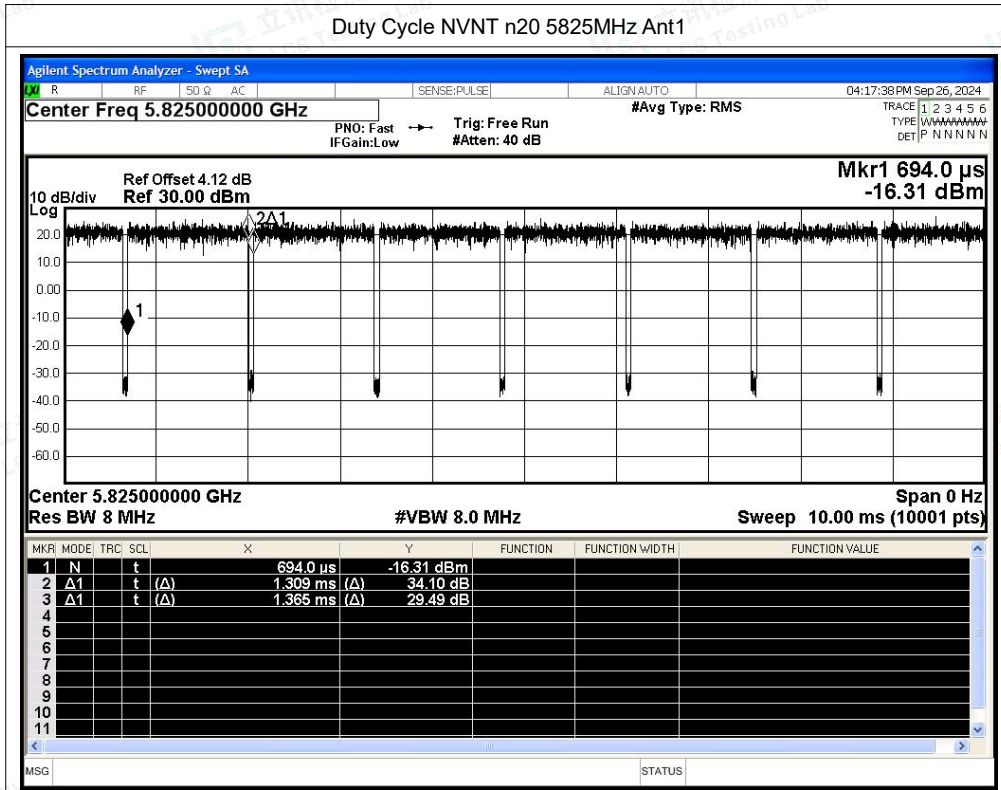 Duty Cycle NVNT n20 5825MHz Ant1
Agilent Spectrum Analyzer - Swept SA
LXI R RF 50 Ω AC SENSE:PULSE ALIGN AUTO 04:17:38 PM Sep 26, 2024
Center Freq 5.825000000 GHz #Avg Type: RMS TRACE 1 2 3 4 5 6
PNO: Fast Trig: Free Run TYPE WWWWWW
IFGain:Low #Atten: 40 dB DET P N N N N N
Mkr1 694.0 µs
Ref Offset 4.12 dB
10 dB/div Ref 30.00 dBm -16.31 dBm
Log
2Δ1
20.0
10.0
0.00
1
-10.0
-20.0
-30.0
-40.0
-50.0
-60.0
Center 5.825000000 GHz Span 0 Hz
Res BW 8 MHz #VBW 8.0 MHz Sweep 10.00 ms (10001 pts)
MKR MODE TRC SCL X Y FUNCTION FUNCTION WIDTH FUNCTION VALUE
1 N t 694.0 µs -16.31 dBm
2 Δ1 t (Δ) 1.309 ms (Δ) 34.10 dB
3 Δ1 t (Δ) 1.365 ms (Δ) 29.49 dB
4
5
6
7
8
9
10
11
MSG STATUS